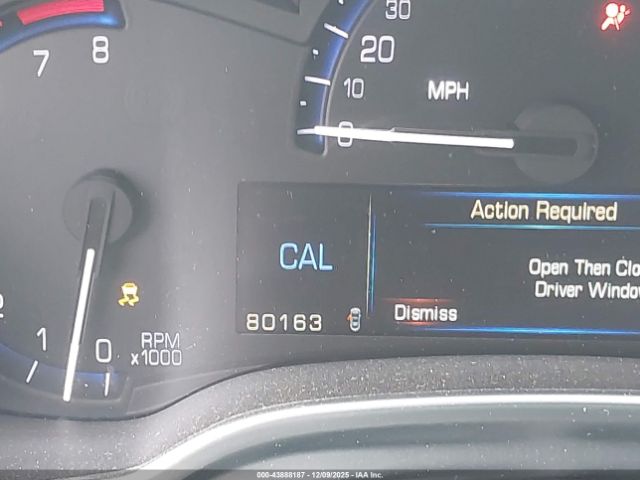 30
7 8
20
10
MPH
0
Action Required
CAL
Open Then Clo
Driver Window
80163
Dismiss
2
1
0
RPM
x1000
000-43888187 - 12/09/2025 - IAA Inc.